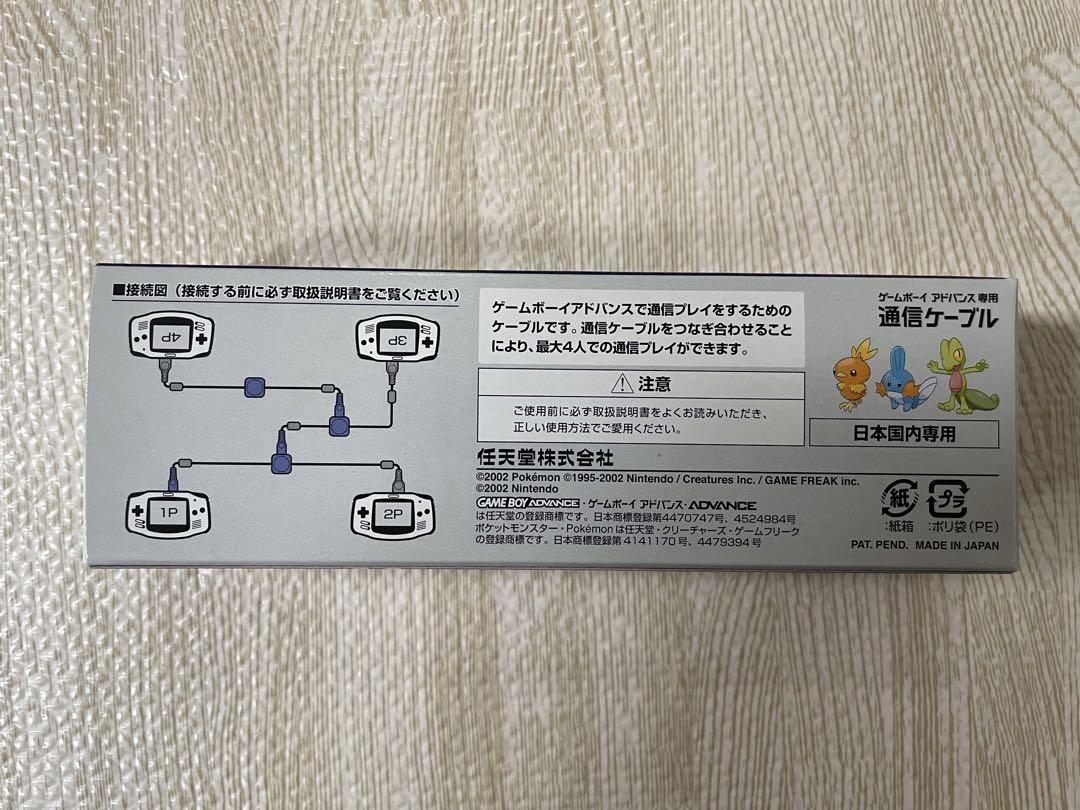 ■接続図（接続する前に必ず取扱説明書をご覧ください）
4P
3P
1P
2P
ゲームボーイアドバンスで通信プレイをするための
ケーブルです。通信ケーブルをつなぎ合わせること
により、最大4人での通信プレイができます。
注意
ご使用前に必ず取扱説明書をよくお読みいただき、
正しい使用方法でご愛用ください。
任天堂株式会社
©2002 Pokémon ©1995-2002 Nintendo / Creatures Inc. / GAME FREAK inc.
©2002 Nintendo
GAME BOY ADVANCE・ゲームボーイ アドバンス・ADVANCE
は任天堂の登録商標です。日本商標登録第4470747号、4524984号
ポケットモンスター・Pokémonは任天堂・クリーチャーズ・ゲームフリーク
の登録商標です。日本商標登録第4141170号、4479394号
ゲームボーイ アドバンス専用
通信ケーブル
日本国内専用
紙
プラ
:紙箱
:ポリ袋(PE)
PAT. PEND. MADE IN JAPAN